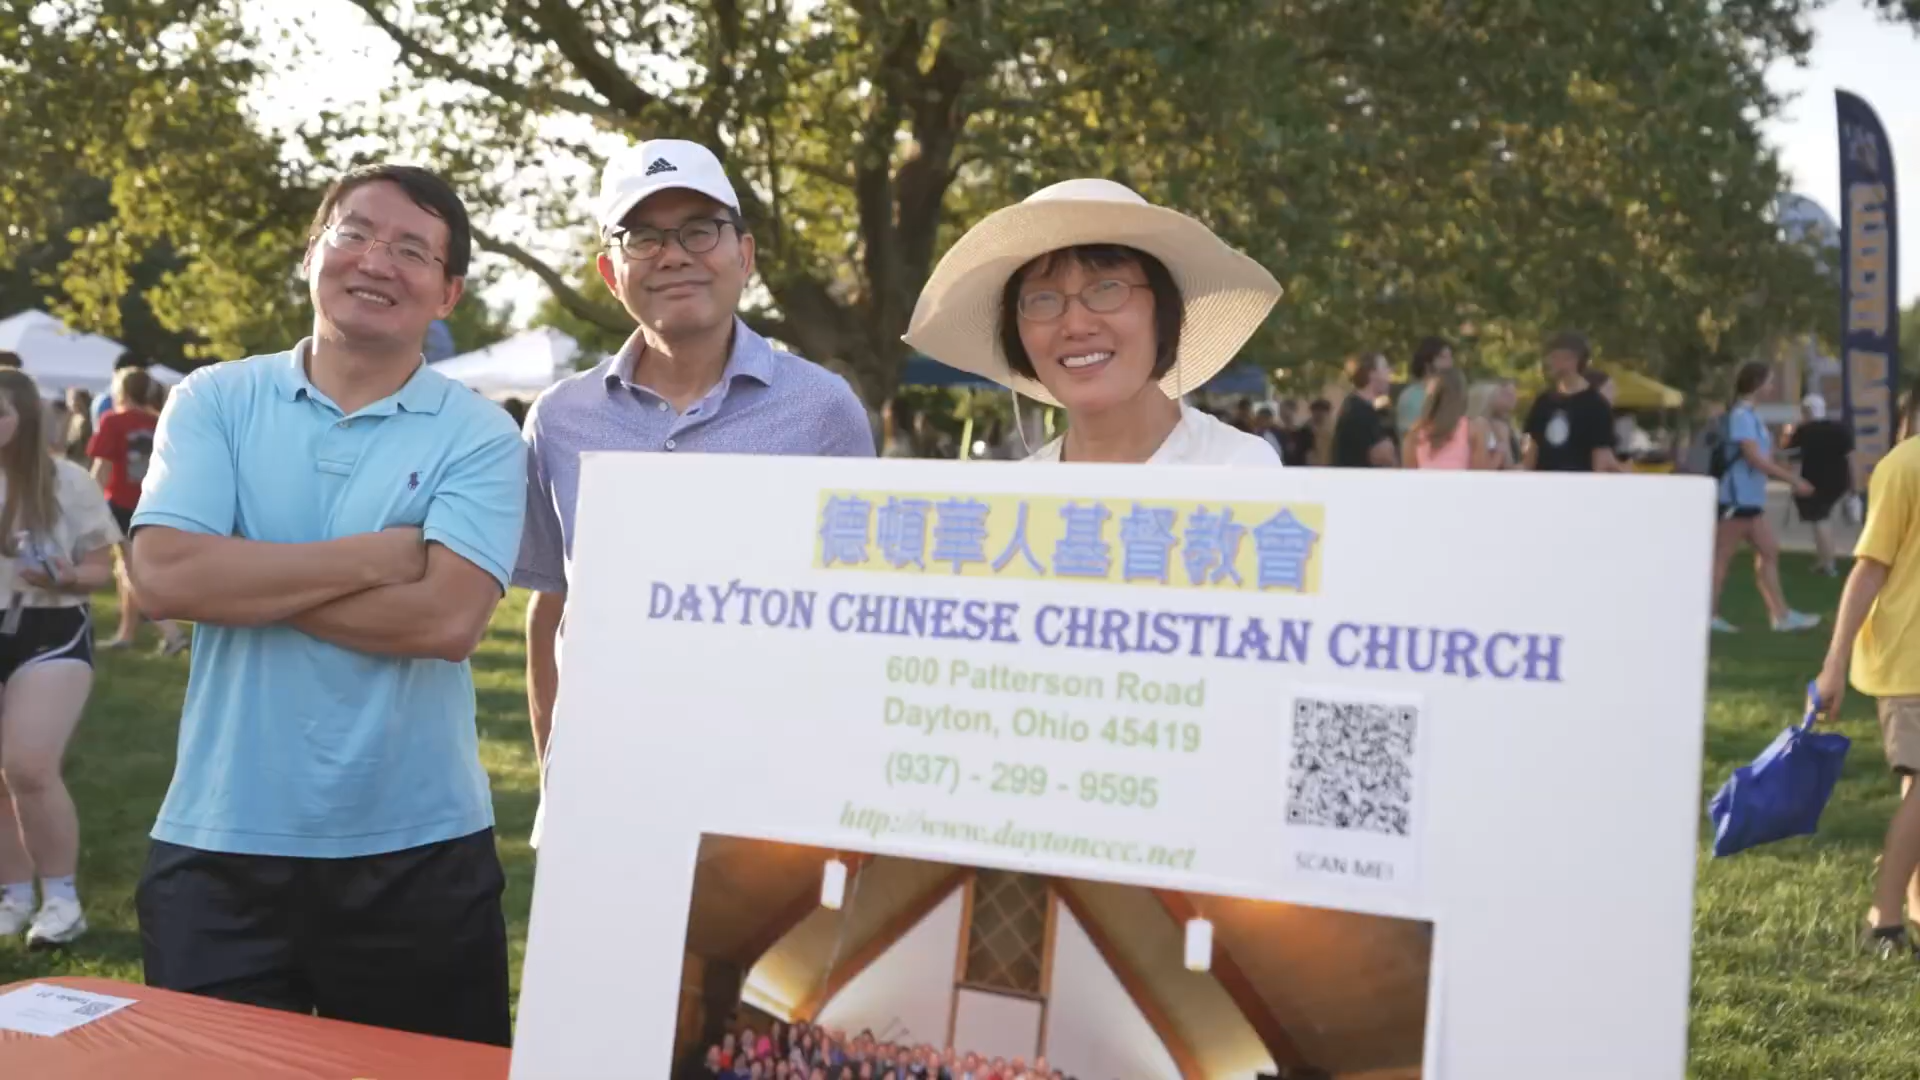 德頓華人基督教會
DAYTON CHINESE CHRISTIAN CHURCH
600 Patterson Road
Dayton, Ohio 45419
(937) - 299 - 9595
http://www.daytonccc.net
SCAN ME!
adidas